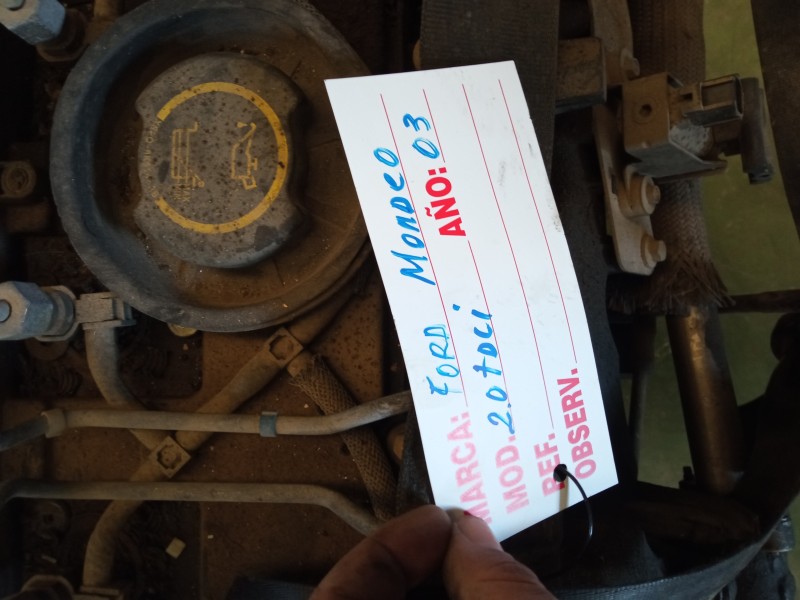 MARCA: FORD MONDEO
MOD. 2.0 tDCi AÑO: 03
REF.
OBSERV.